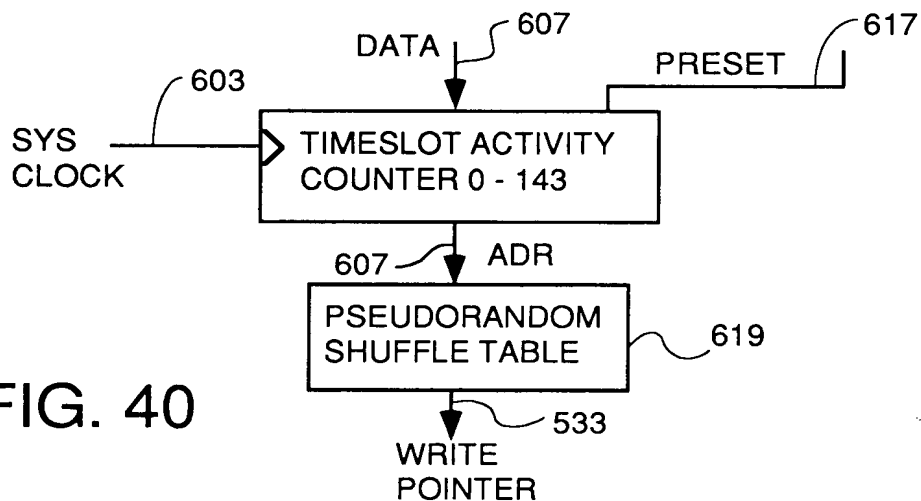 DATA
607
617
PRESET
603
SYS
CLOCK
TIMESLOT ACTIVITY
COUNTER 0 - 143
607
ADR
PSEUDORANDOM
SHUFFLE TABLE
619
FIG. 40
533
WRITE
POINTER